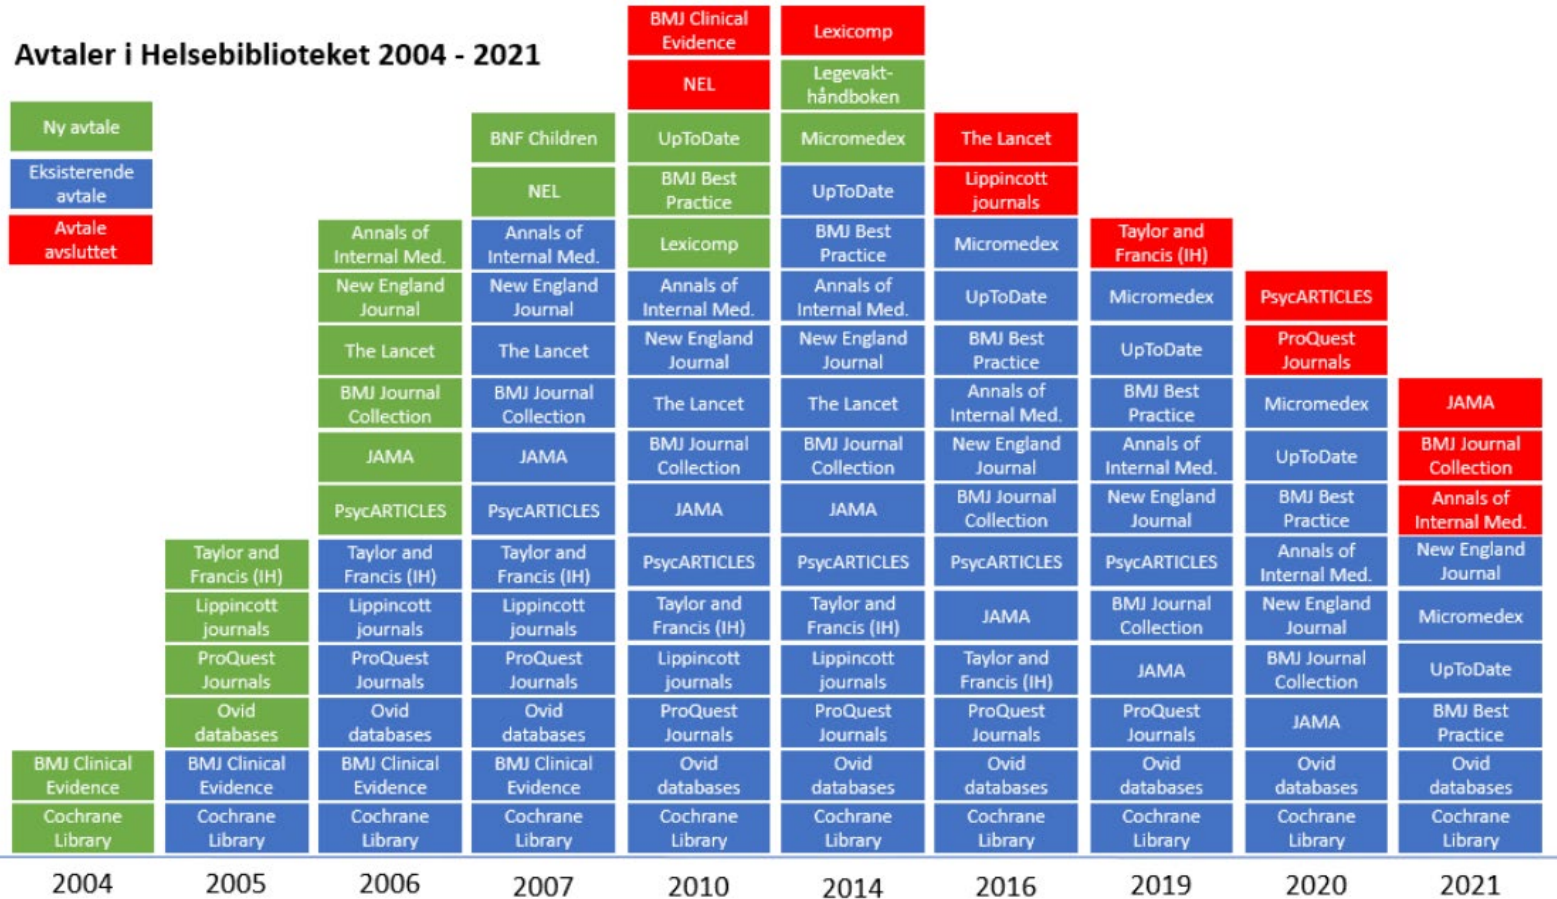 Avtaler i Helsebiblioteket 2004 - 2021
Ny avtale
Eksisterende
avtale
Avtale
avsluttet
BMJ Clinical
Evidence
Cochrane
Library
2004
Taylor and
Francis (IH)
Lippincott
journals
ProQuest
Journals
Ovid
databases
BMJ Clinical
Evidence
Cochrane
Library
2005
Annals of
Internal Med.
New England
Journal
The Lancet
BMJ Journal
Collection
JAMA
PsycARTICLES
Taylor and
Francis (IH)
Lippincott
journals
ProQuest
Journals
Ovid
databases
BMJ Clinical
Evidence
Cochrane
Library
2006
BNF Children
NEL
Annals of
Internal Med.
New England
Journal
The Lancet
BMJ Journal
Collection
JAMA
PsycARTICLES
Taylor and
Francis (IH)
Lippincott
journals
ProQuest
Journals
Ovid
databases
BMJ Clinical
Evidence
Cochrane
Library
2007
BMJ Clinical
Evidence
NEL
UpToDate
BMJ Best
Practice
Lexicomp
Annals of
Internal Med.
New England
Journal
The Lancet
BMJ Journal
Collection
JAMA
PsycARTICLES
Taylor and
Francis (IH)
Lippincott
journals
ProQuest
Journals
Ovid
databases
Cochrane
Library
2010
Lexicomp
Legevakt-
håndboken
Micromedex
UpToDate
BMJ Best
Practice
Annals of
Internal Med.
New England
Journal
The Lancet
BMJ Journal
Collection
JAMA
PsycARTICLES
Taylor and
Francis (IH)
Lippincott
journals
ProQuest
Journals
Ovid
databases
Cochrane
Library
2014
The Lancet
Lippincott
journals
Micromedex
UpToDate
BMJ Best
Practice
Annals of
Internal Med.
New England
Journal
BMJ Journal
Collection
PsycARTICLES
JAMA
Taylor and
Francis (IH)
ProQuest
Journals
Ovid
databases
Cochrane
Library
2016
Taylor and
Francis (IH)
Micromedex
UpToDate
BMJ Best
Practice
Annals of
Internal Med.
New England
Journal
PsycARTICLES
BMJ Journal
Collection
JAMA
ProQuest
Journals
Ovid
databases
Cochrane
Library
2019
PsycARTICLES
ProQuest
Journals
Micromedex
UpToDate
BMJ Best
Practice
Annals of
Internal Med.
New England
Journal
BMJ Journal
Collection
JAMA
Ovid
databases
Cochrane
Library
2020
JAMA
BMJ Journal
Collection
Annals of
Internal Med.
New England
Journal
Micromedex
UpToDate
BMJ Best
Practice
Ovid
databases
Cochrane
Library
2021